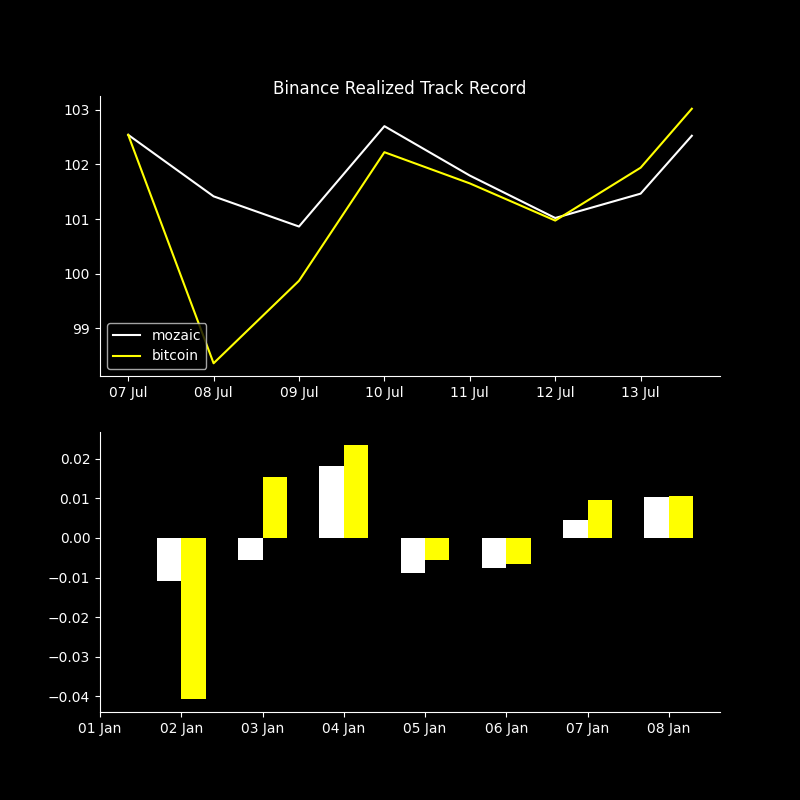 Binance Realized Track Record
103
102
101
100
99
mozaic
bitcoin
07 Jul 08 Jul 09 Jul 10 Jul 11 Jul 12 Jul 13 Jul
0.02
0.01
0.00
−0.01
−0.02
−0.03
−0.04
01 Jan 02 Jan 03 Jan 04 Jan 05 Jan 06 Jan 07 Jan 08 Jan